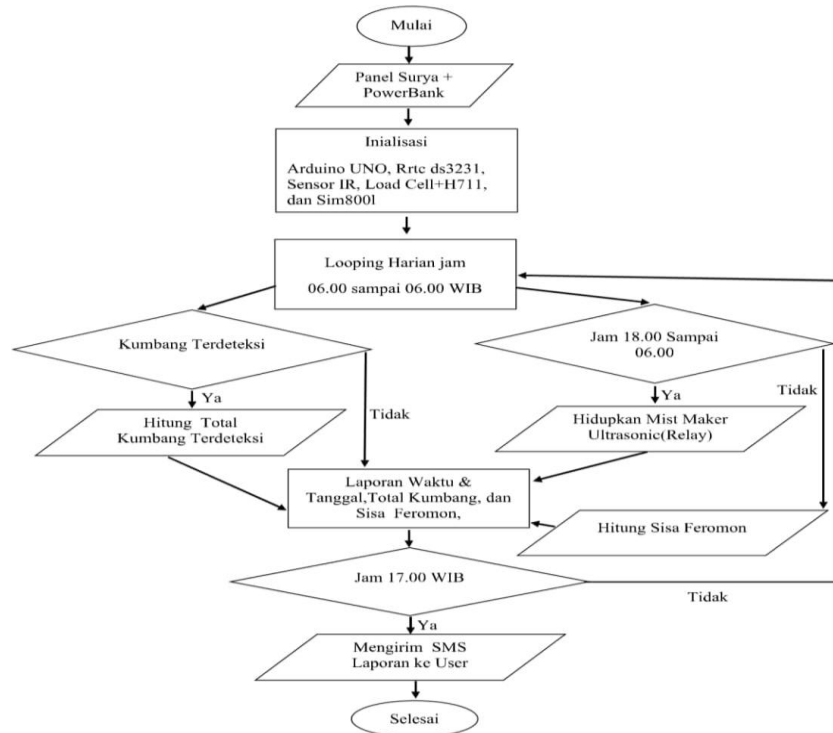 Mulai
Panel Surya +
PowerBank
Inialisasi
Arduino UNO, Rrtc ds3231,
Sensor IR, Load Cell+H711,
dan Sim800l
Looping Harian jam
06.00 sampai 06.00 WIB
Kumbang Terdeteksi
Jam 18.00 Sampai
06.00
Ya
Tidak
Ya
Tidak
Hitung Total
Kumbang Terdeteksi
Hidupkan Mist Maker
Ultrasonic(Relay)
Laporan Waktu &
Tanggal,Total Kumbang, dan
Sisa Feromon,
Hitung Sisa Feromon
Jam 17.00 WIB
Tidak
Ya
Mengirim SMS
Laporan ke User
Selesai